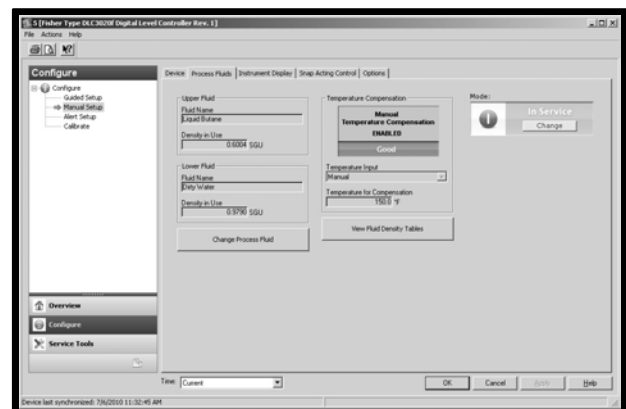 5 [Fisher Type DLC3020f Digital Level Controller Rev. 1]
File Actions Help
Configure
Configure
Guided Setup
Manual Setup
Alert Setup
Calibrate
Overview
Configure
Service Tools
Device Process Fluids Instrument Display Snap Acting Control Options
Upper Fluid
Fluid Name
Liquid Butane
Density in Use
0.6004 SGU
Lower Fluid
Fluid Name
Dirty Water
Density in Use
0.9790 SGU
Change Process Fluid
Temperature Compensation
Manual
Temperature Compensation
ENABLED
Good
Temperature Input
Manual
Temperature for Compensation
150.0 °F
View Fluid Density Tables
Mode:
In Service
Change
Time: Current
OK Cancel Apply Help
Device last synchronized: 7/6/2010 11:32:45 AM